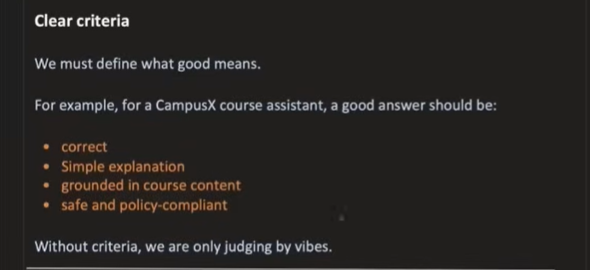 Clear criteria
We must define what good means.
For example, for a CampusX course assistant, a good answer should be:
• correct
• Simple explanation
• grounded in course content
• safe and policy-compliant
Without criteria, we are only judging by vibes.